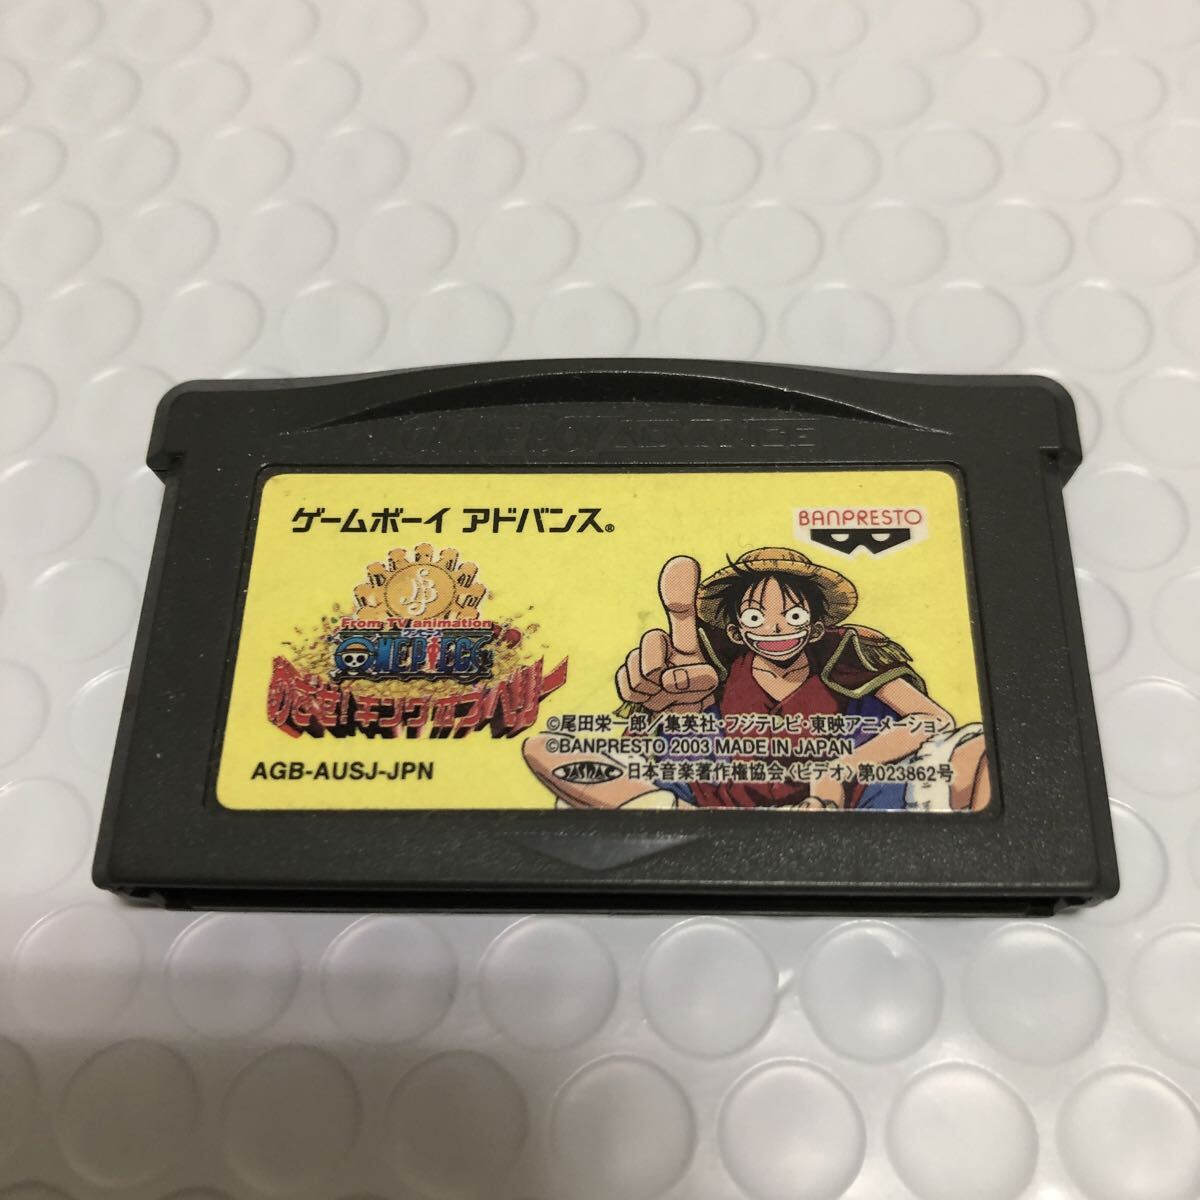 GAME BOY ADVANCE
ゲームボーイ アドバンス®
BANPRESTO
From TV animation
ワンピース
ONE PIECE
めざせ!キング オブ ベリー
AGB-AUSJ-JPN
©尾田栄一郎/集英社・フジテレビ・東映アニメーション
©BANPRESTO 2003 MADE IN JAPAN
JASRAC 日本音楽著作権協会〈ビデオ〉第023862号